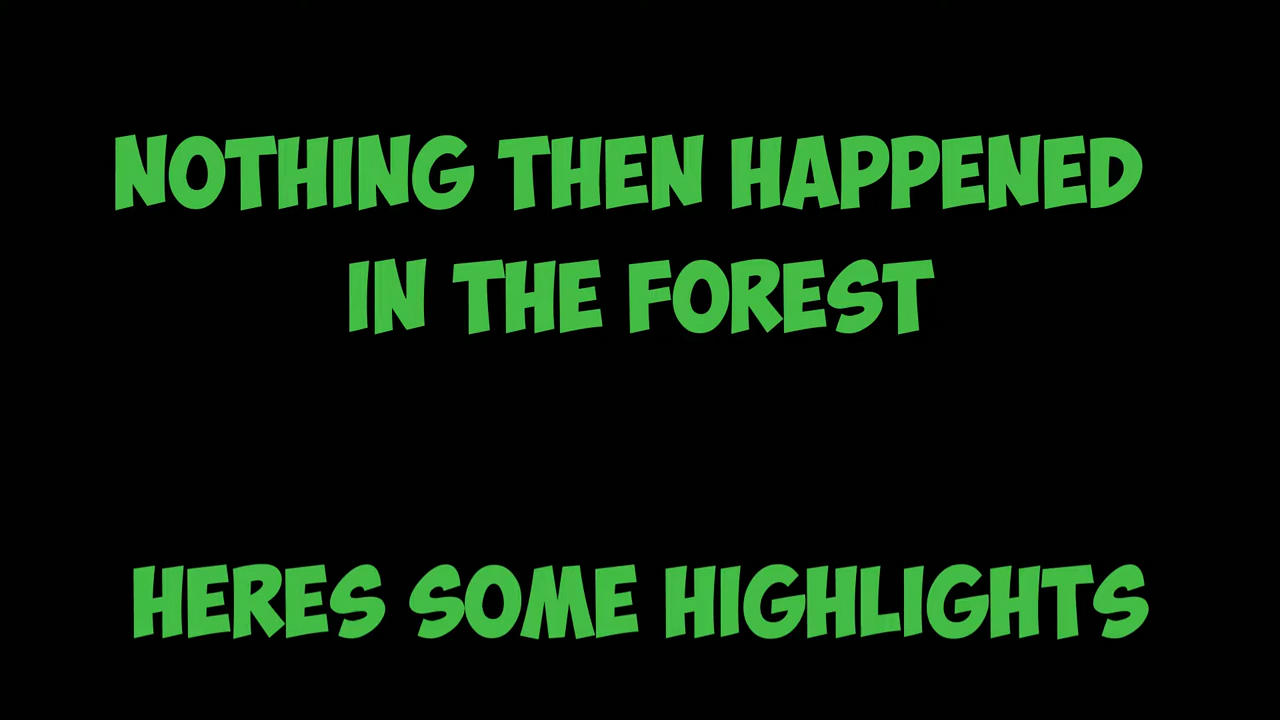 NOTHING THEN HAPPENED
IN THE FOREST
HERES SOME HIGHLIGHTS